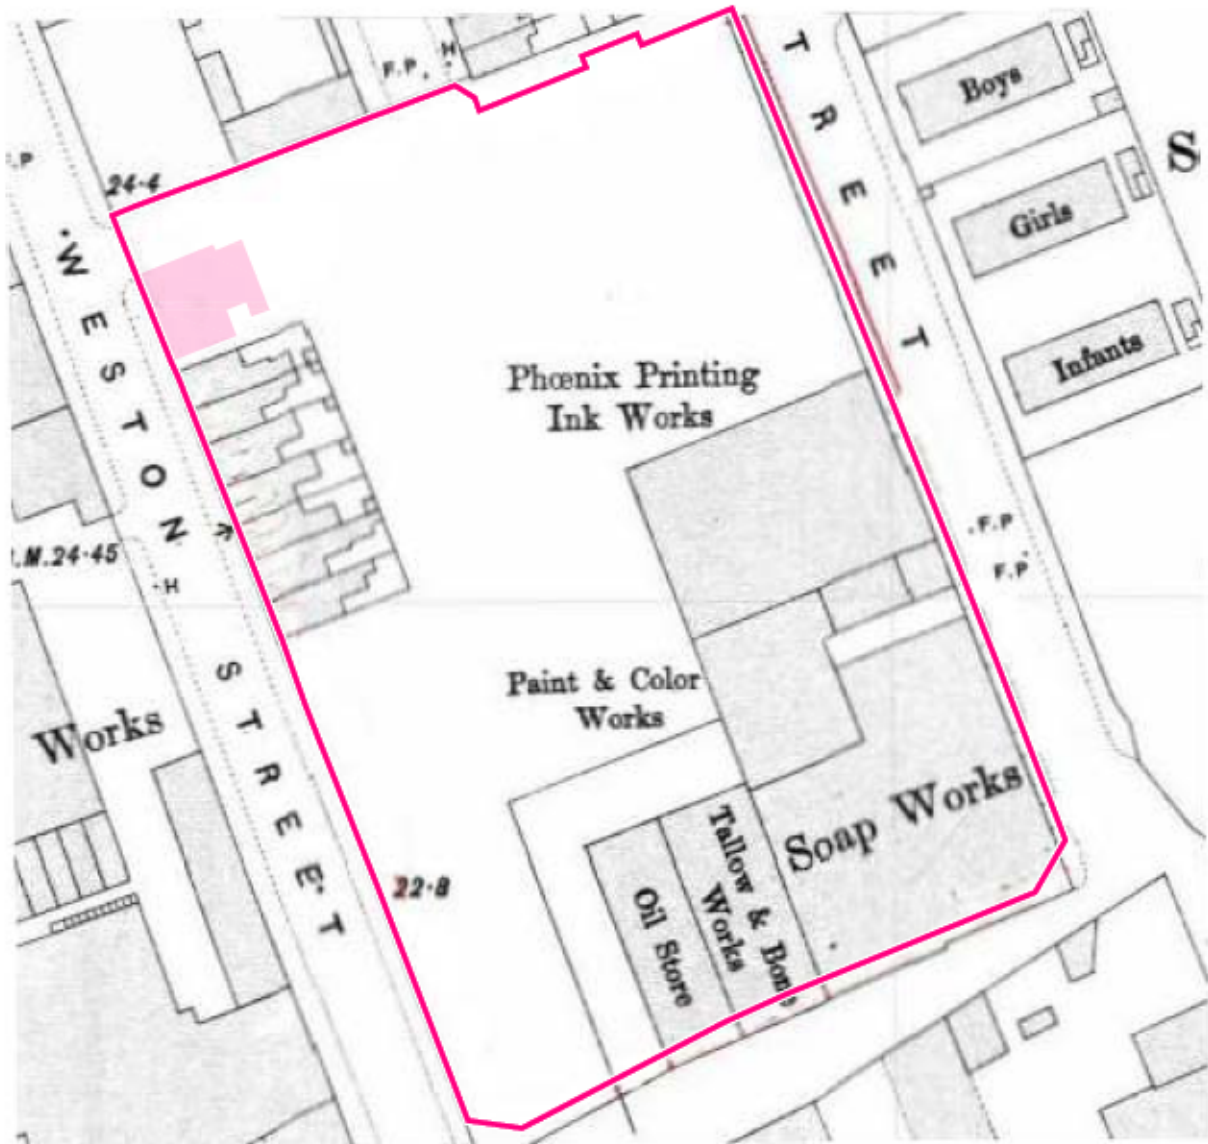 H
F.P.
TREET
Boys
F.P
S
24·4
Girls
WESTON STREET
Infants
Phœnix Printing
Ink Works
.M.24·45
H
F.P
F.P
Paint & Color
Works
Works
Soap Works
Tallow & Bone
Works
22·8
Oil Store